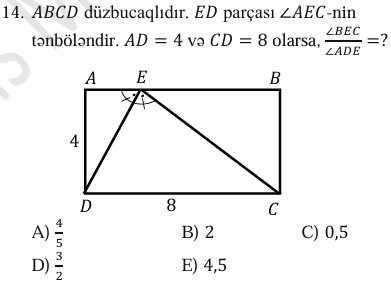 14. ABCD düzbucaqlıdır. ED parçası ∠AEC-nin
tənböləndir. AD = 4 və CD = 8 olarsa, ∠BEC/∠ADE =?
A E B
4
D 8 C
A) 4/5 B) 2 C) 0,5
D) 3/2 E) 4,5